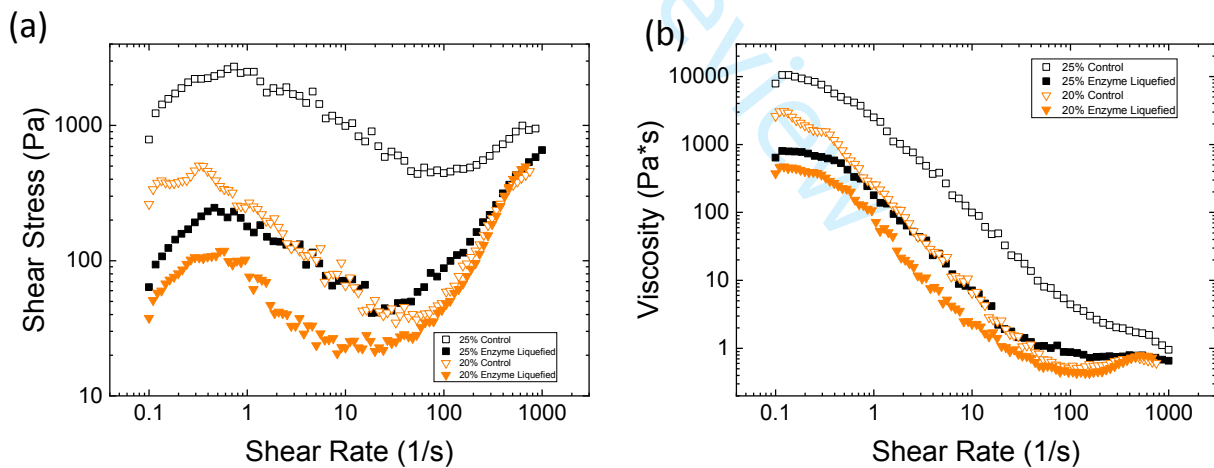 (a)
Shear Stress (Pa)
1000
100
10
0.1 1 10 100 1000
Shear Rate (1/s)
25% Control
25% Enzyme Liquefied
20% Control
20% Enzyme Liquefied
(b)
Viscosity (Pa*s)
10000
1000
100
10
1
0.1 1 10 100 1000
Shear Rate (1/s)
25% Control
25% Enzyme Liquefied
20% Control
20% Enzyme Liquefied
eview